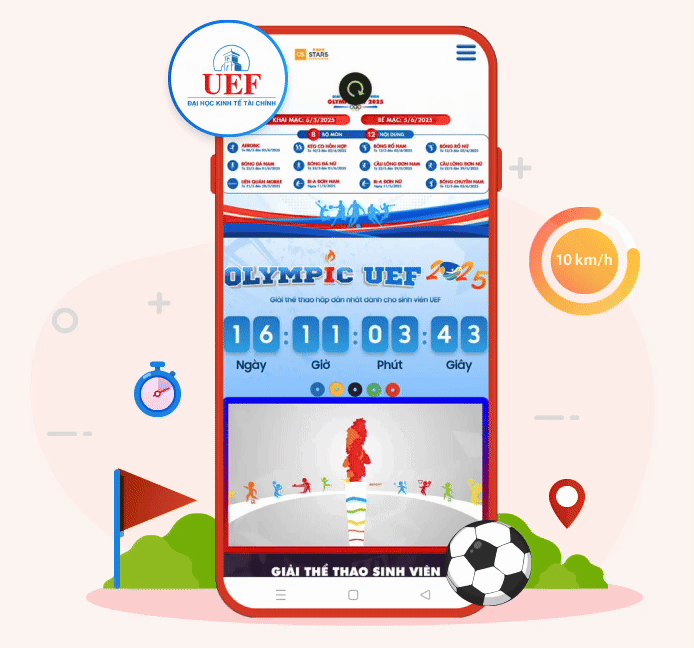 UEF
ĐẠI HỌC KINH TẾ TÀI CHÍNH
STARS
2025
KHAI MẠC: 6/3/2025
BẾ MẠC: 5/6/2025
8 BỘ MÔN
12 NỘI DUNG
AEROBIC
KÉO CO HỖN HỢP
BÓNG RỔ NAM
BÓNG RỔ NỮ
BÓNG ĐÁ NAM
BÓNG ĐÁ NỮ
CẦU LÔNG ĐƠN NAM
CẦU LÔNG ĐƠN NỮ
LIÊN QUÂN MOBILE
BI-A ĐƠN NAM
BI-A ĐƠN NỮ
BÓNG CHUYỀN NAM
OLYMPIC UEF 2025
Giải thể thao hấp dẫn nhất dành cho sinh viên UEF
16 : 11 : 03 : 43
Ngày Giờ Phút Giây
10 km/h
GIẢI THỂ THAO SINH VIÊN